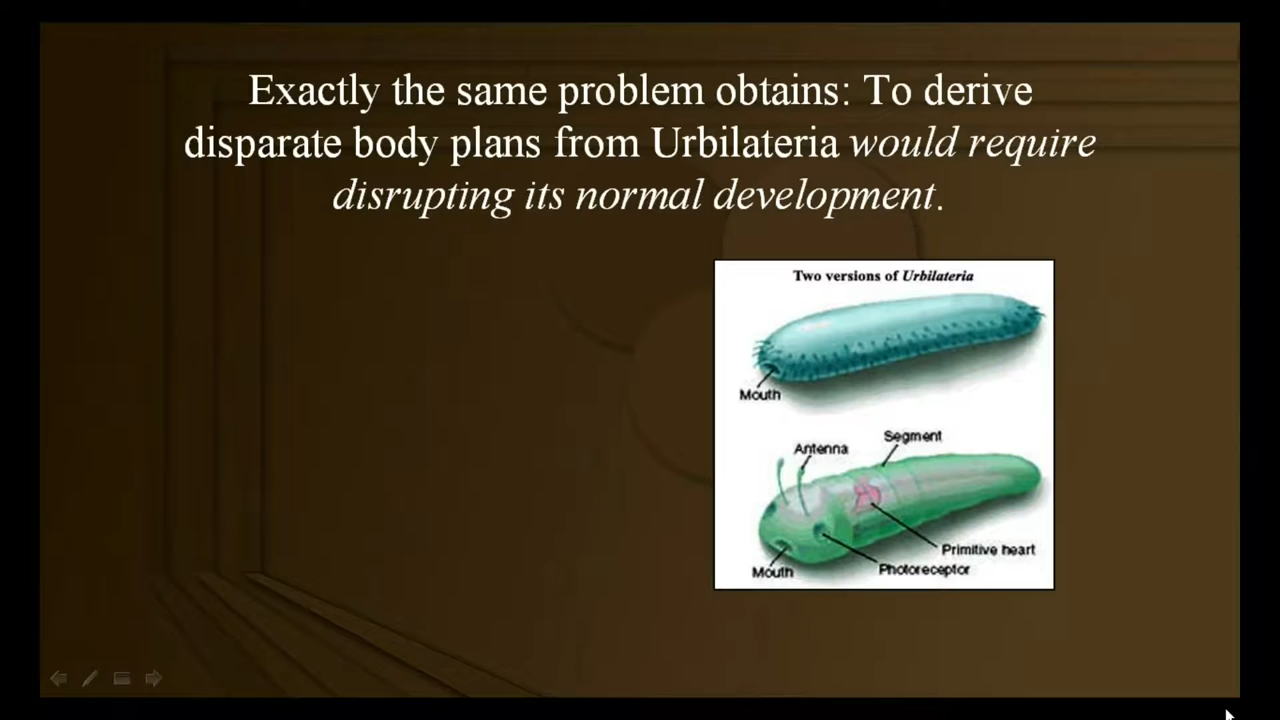 Exactly the same problem obtains: To derive
disparate body plans from Urbilateria would require
disrupting its normal development.
Two versions of Urbilateria
Mouth
Antenna
Segment
Primitive heart
Mouth
Photoreceptor